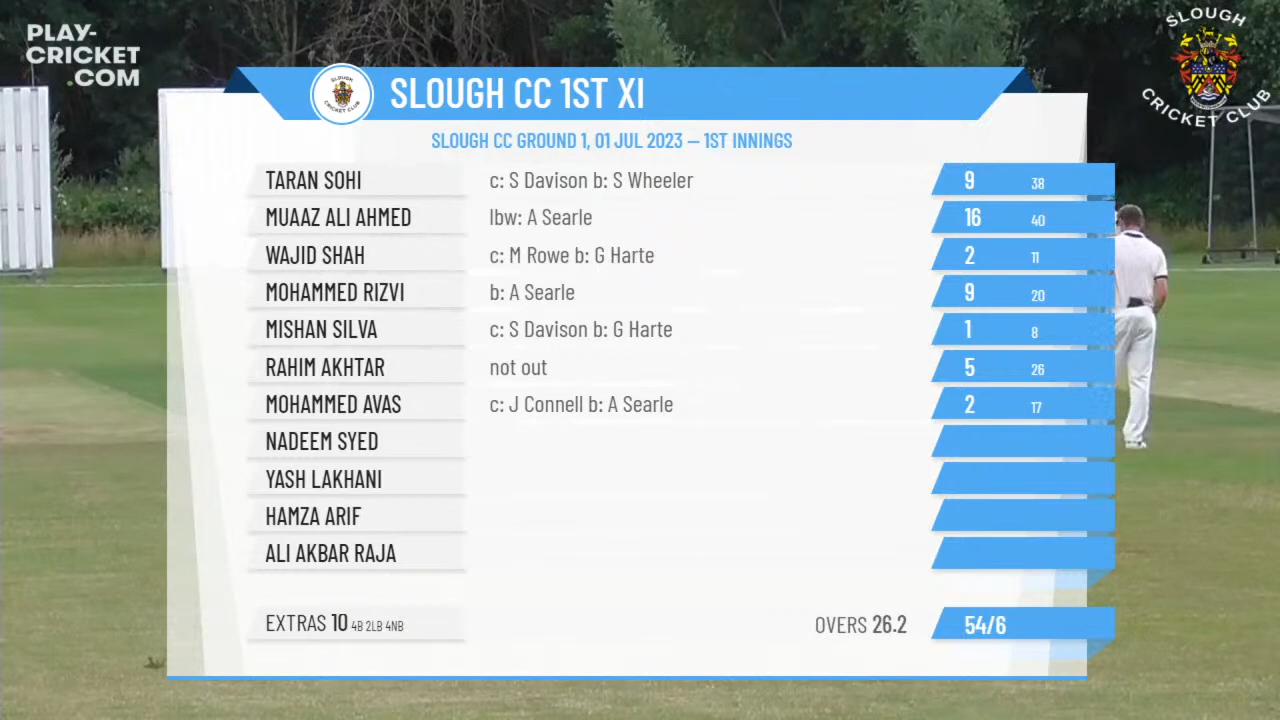 PLAY-
CRICKET
.COM
SLOUGH
CRICKET CLUB
SLOUGH
CRICKET CLUB
SLOUGH CC 1ST XI
SLOUGH CC GROUND 1, 01 JUL 2023 – 1ST INNINGS
TARAN SOHI c: S Davison b: S Wheeler 9 38
MUAAZ ALI AHMED lbw: A Searle 16 40
WAJID SHAH c: M Rowe b: G Harte 2 11
MOHAMMED RIZVI b: A Searle 9 20
MISHAN SILVA c: S Davison b: G Harte 1 8
RAHIM AKHTAR not out 5 26
MOHAMMED AVAS c: J Connell b: A Searle 2 17
NADEEM SYED
YASH LAKHANI
HAMZA ARIF
ALI AKBAR RAJA
EXTRAS 10 4B 2LB 4NB OVERS 26.2 54/6